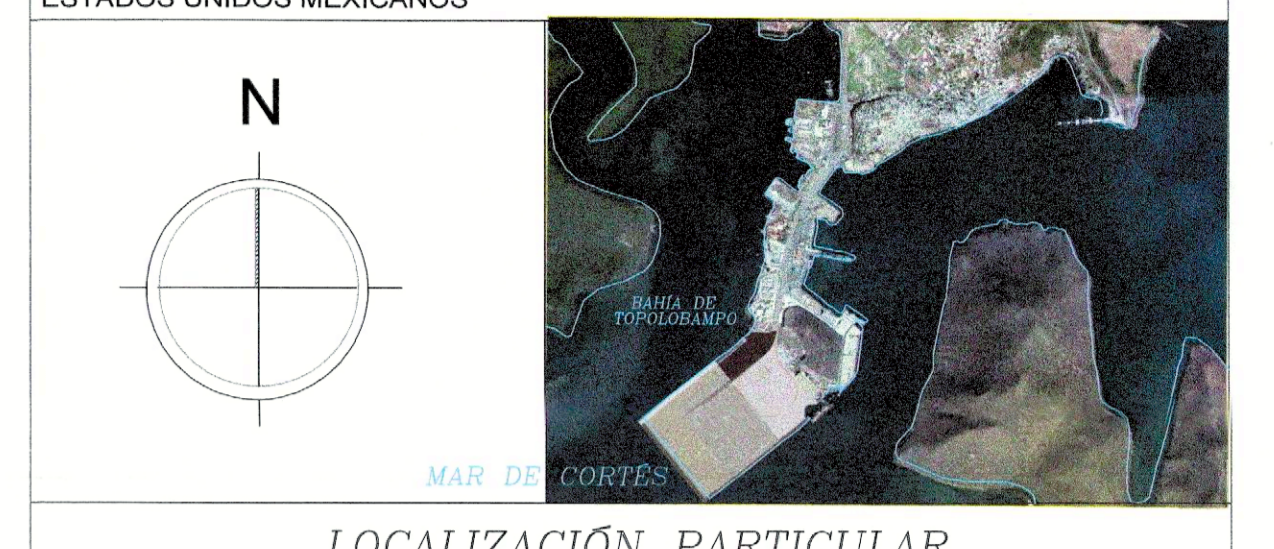 ESTADOS UNIDOS MEXICANOS
N
BAHÍA DE
TOPOLOBAMPO
MAR DE CORTÉS
LOCALIZACIÓN PARTICULAR